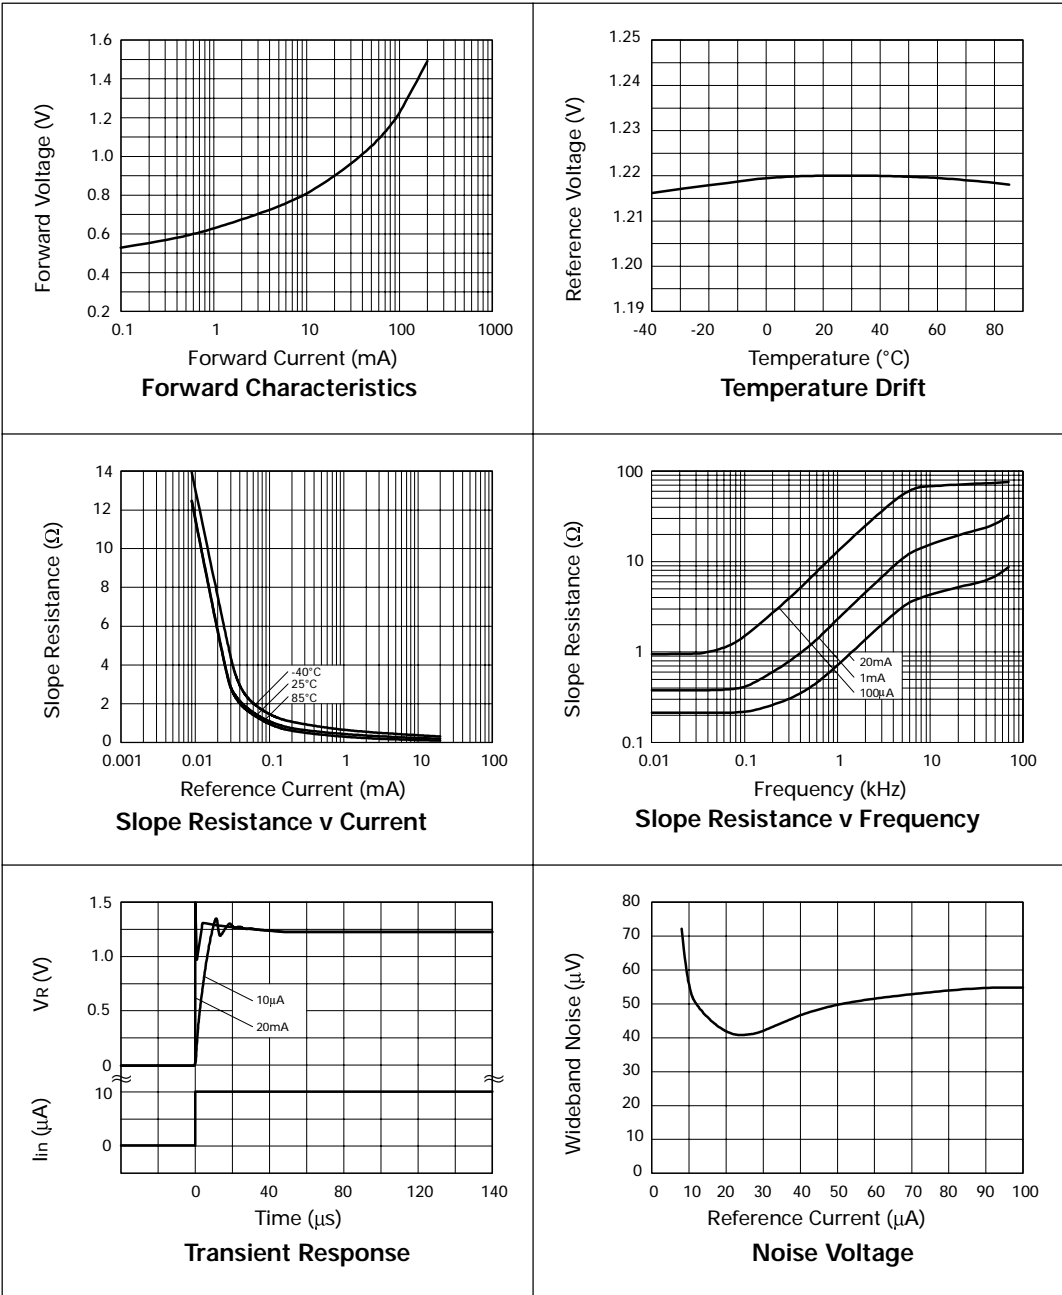 1.6
1.4
1.2
1.0
0.8
0.6
0.4
0.2
Forward Voltage (V)
0.1 1 10 100 1000
Forward Current (mA)
Forward Characteristics
1.25
1.24
1.23
1.22
1.21
1.20
1.19
Reference Voltage (V)
-40 -20 0 20 40 60 80
Temperature (°C)
Temperature Drift
14
12
10
8
6
4
2
0
Slope Resistance (Ω)
-40°C
25°C
85°C
0.001 0.01 0.1 1 10 100
Reference Current (mA)
Slope Resistance v Current
100
10
1
0.1
Slope Resistance (Ω)
20mA
1mA
100µA
0.01 0.1 1 10 100
Frequency (kHz)
Slope Resistance v Frequency
1.5
1.0
0.5
0
VR (V)
10µA
20mA
10
0
Iin (µA)
0 40 80 120 140
Time (µs)
Transient Response
80
70
60
50
40
30
20
10
0
Wideband Noise (µV)
0 10 20 30 40 50 60 70 80 90 100
Reference Current (µA)
Noise Voltage